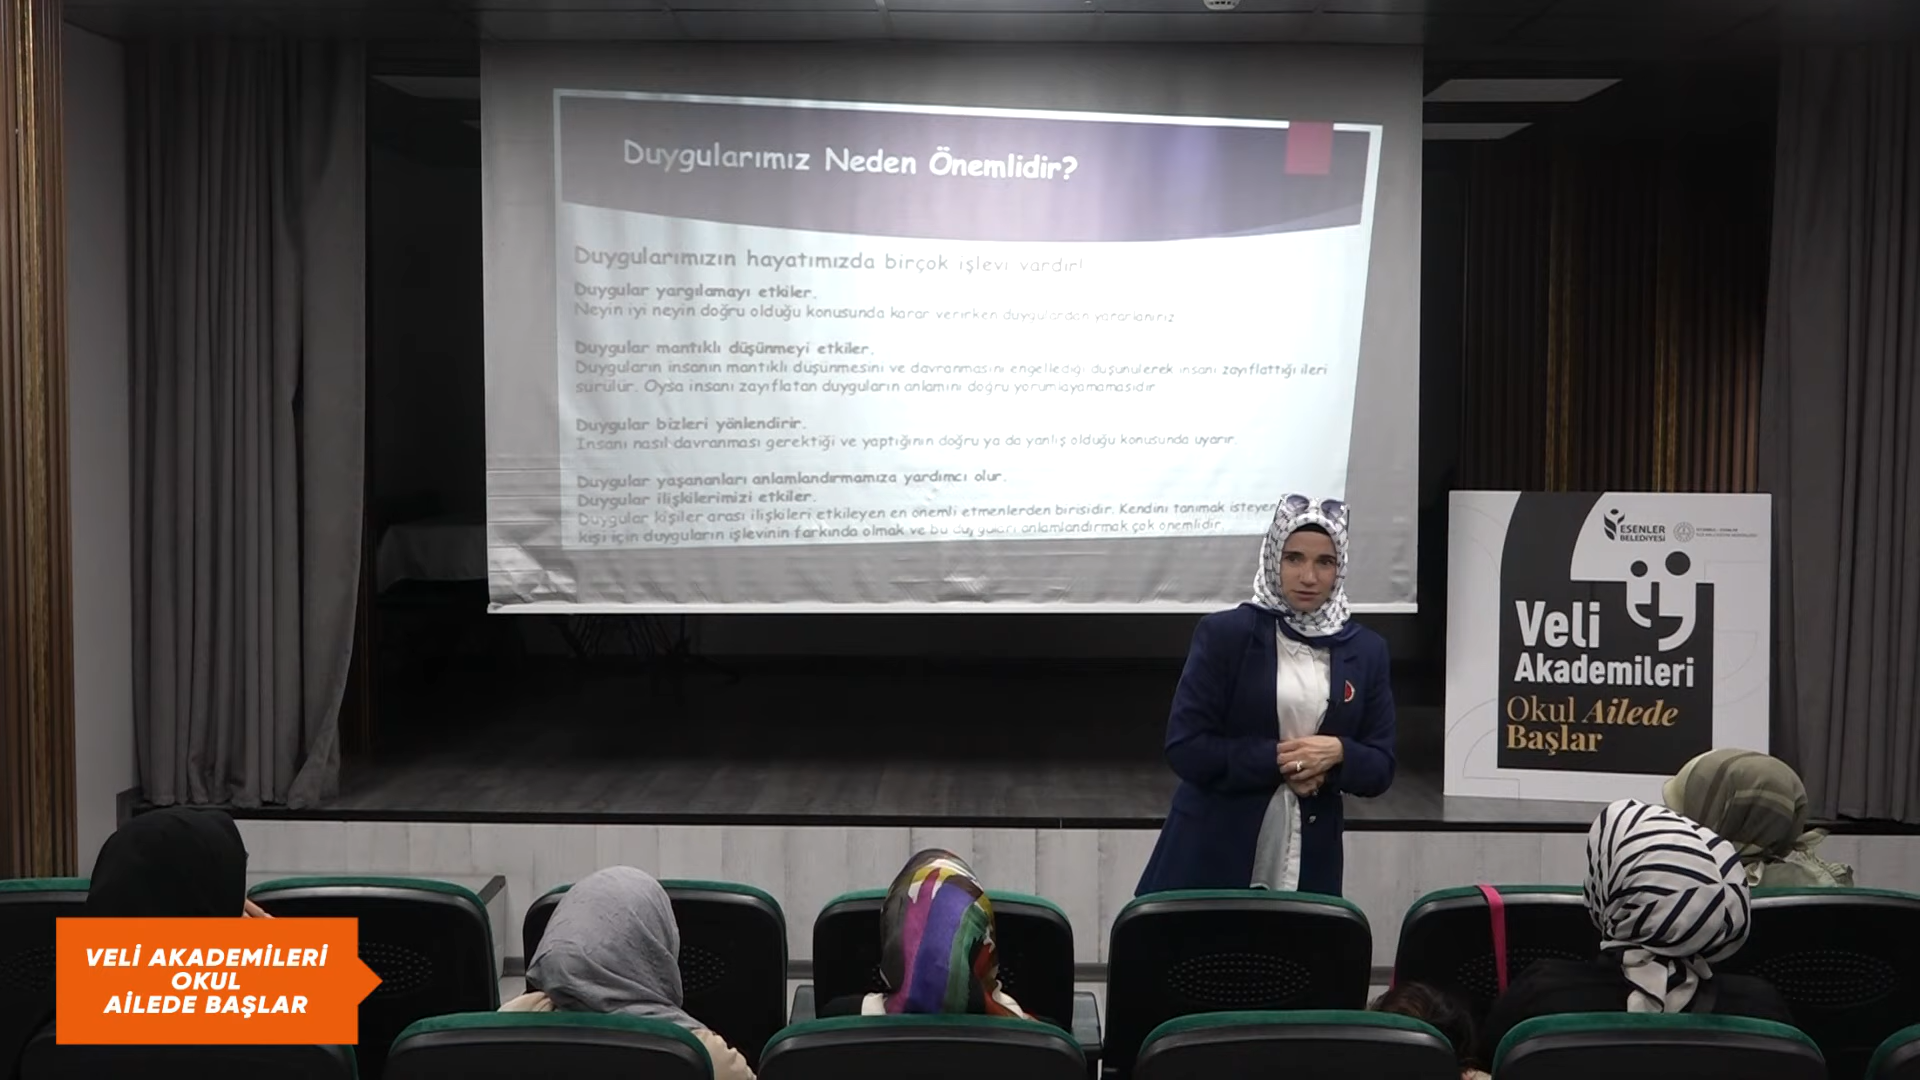 Duygularımız Neden Önemlidir?
Duygularımızın hayatımızda birçok işlevi vardır!
Duygular yargılamayı etkiler.
Neyin iyi neyin doğru olduğu konusunda karar verirken duygulardan yararlanırız
Duygular mantıklı düşünmeyi etkiler.
Duyguların insanın mantıklı düşünmesini ve davranmasını engellediği düşünülerek insanı zayıflattığı ileri
sürülür. Oysa insanı zayıflatan duyguların anlamını doğru yorumlayamamasıdır
Duygular bizleri yönlendirir.
İnsanı nasıl davranması gerektiği ve yaptığının doğru ya da yanlış olduğu konusunda uyarır.
Duygular yaşananları anlamlandırmamıza yardımcı olur.
Duygular ilişkilerimizi etkiler.
Duygular kişiler arası ilişkileri etkileyen en önemli etmenlerden birisidir. Kendini tanımak isteyen
kişi için duyguların işlevinin farkında olmak ve bu duyguları anlamlandırmak çok önemlidir.
ESENLER
BELEDİYESİ
Veli
Akademileri
Okul Ailede
Başlar
VELİ AKADEMİLERİ
OKUL
AİLEDE BAŞLAR